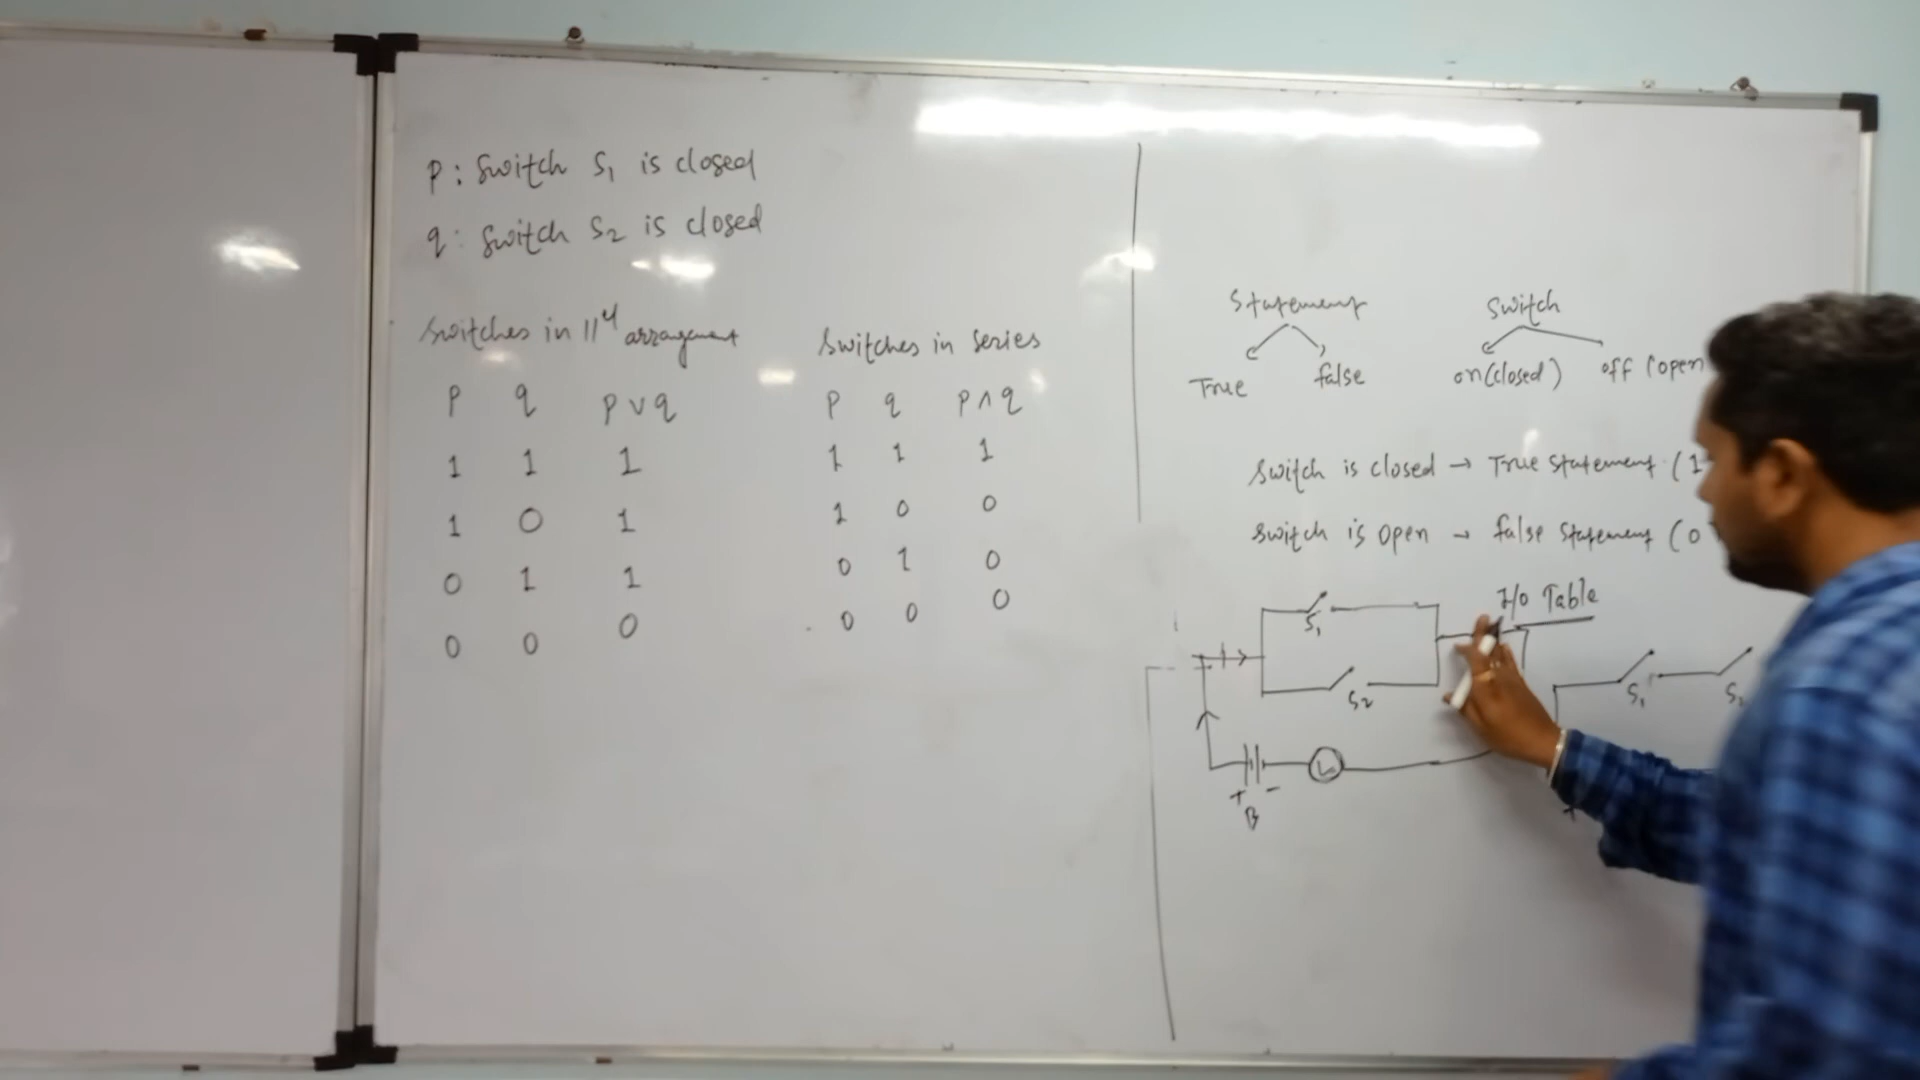 p : Switch S1 is closed
q : Switch S2 is closed
Switches in ||el arrangement
p q p ∨ q
1 1 1
1 0 1
0 1 1
0 0 0
Switches in series
p q p ∧ q
1 1 1
1 0 0
0 1 0
0 0 0
Statement
True false
Switch
on(closed) off (open
Switch is closed → True Statement (1
Switch is open → false Statement (0
I/o Table
S1
S2
L
+ -
B
S1
+